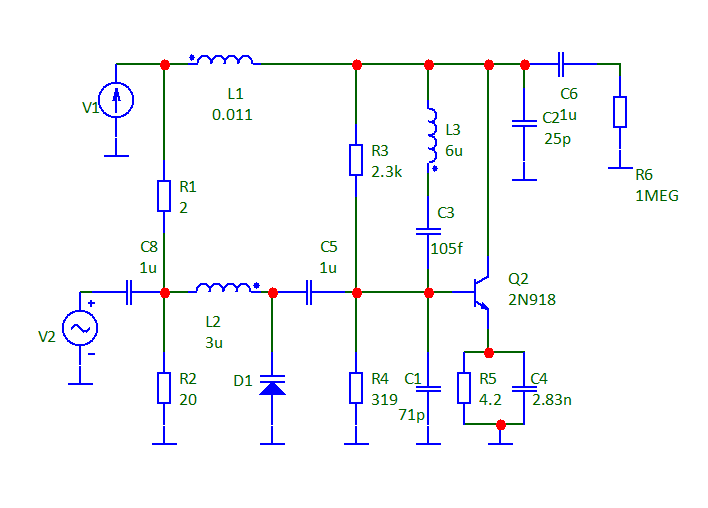 V1
L1
0.011
C6
1u
C2
25p
L3
6u
R3
2.3k
R6
1MEG
R1
2
C3
105f
C8
1u
C5
1u
Q2
2N918
V2
+
-
L2
3u
R2
20
D1
R4
319
C1
71p
R5
4.2
C4
2.83n